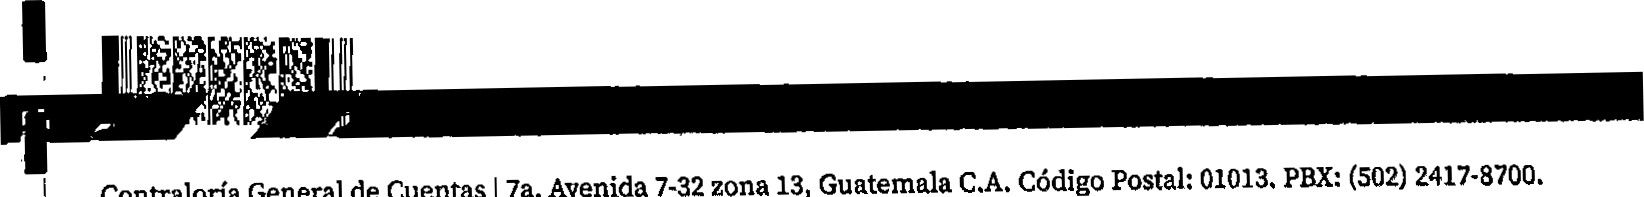 Contraloría General de Cuentas | 7a. Avenida 7-32 zona 13, Guatemala C.A. Código Postal: 01013. PBX: (502) 2417-8700.